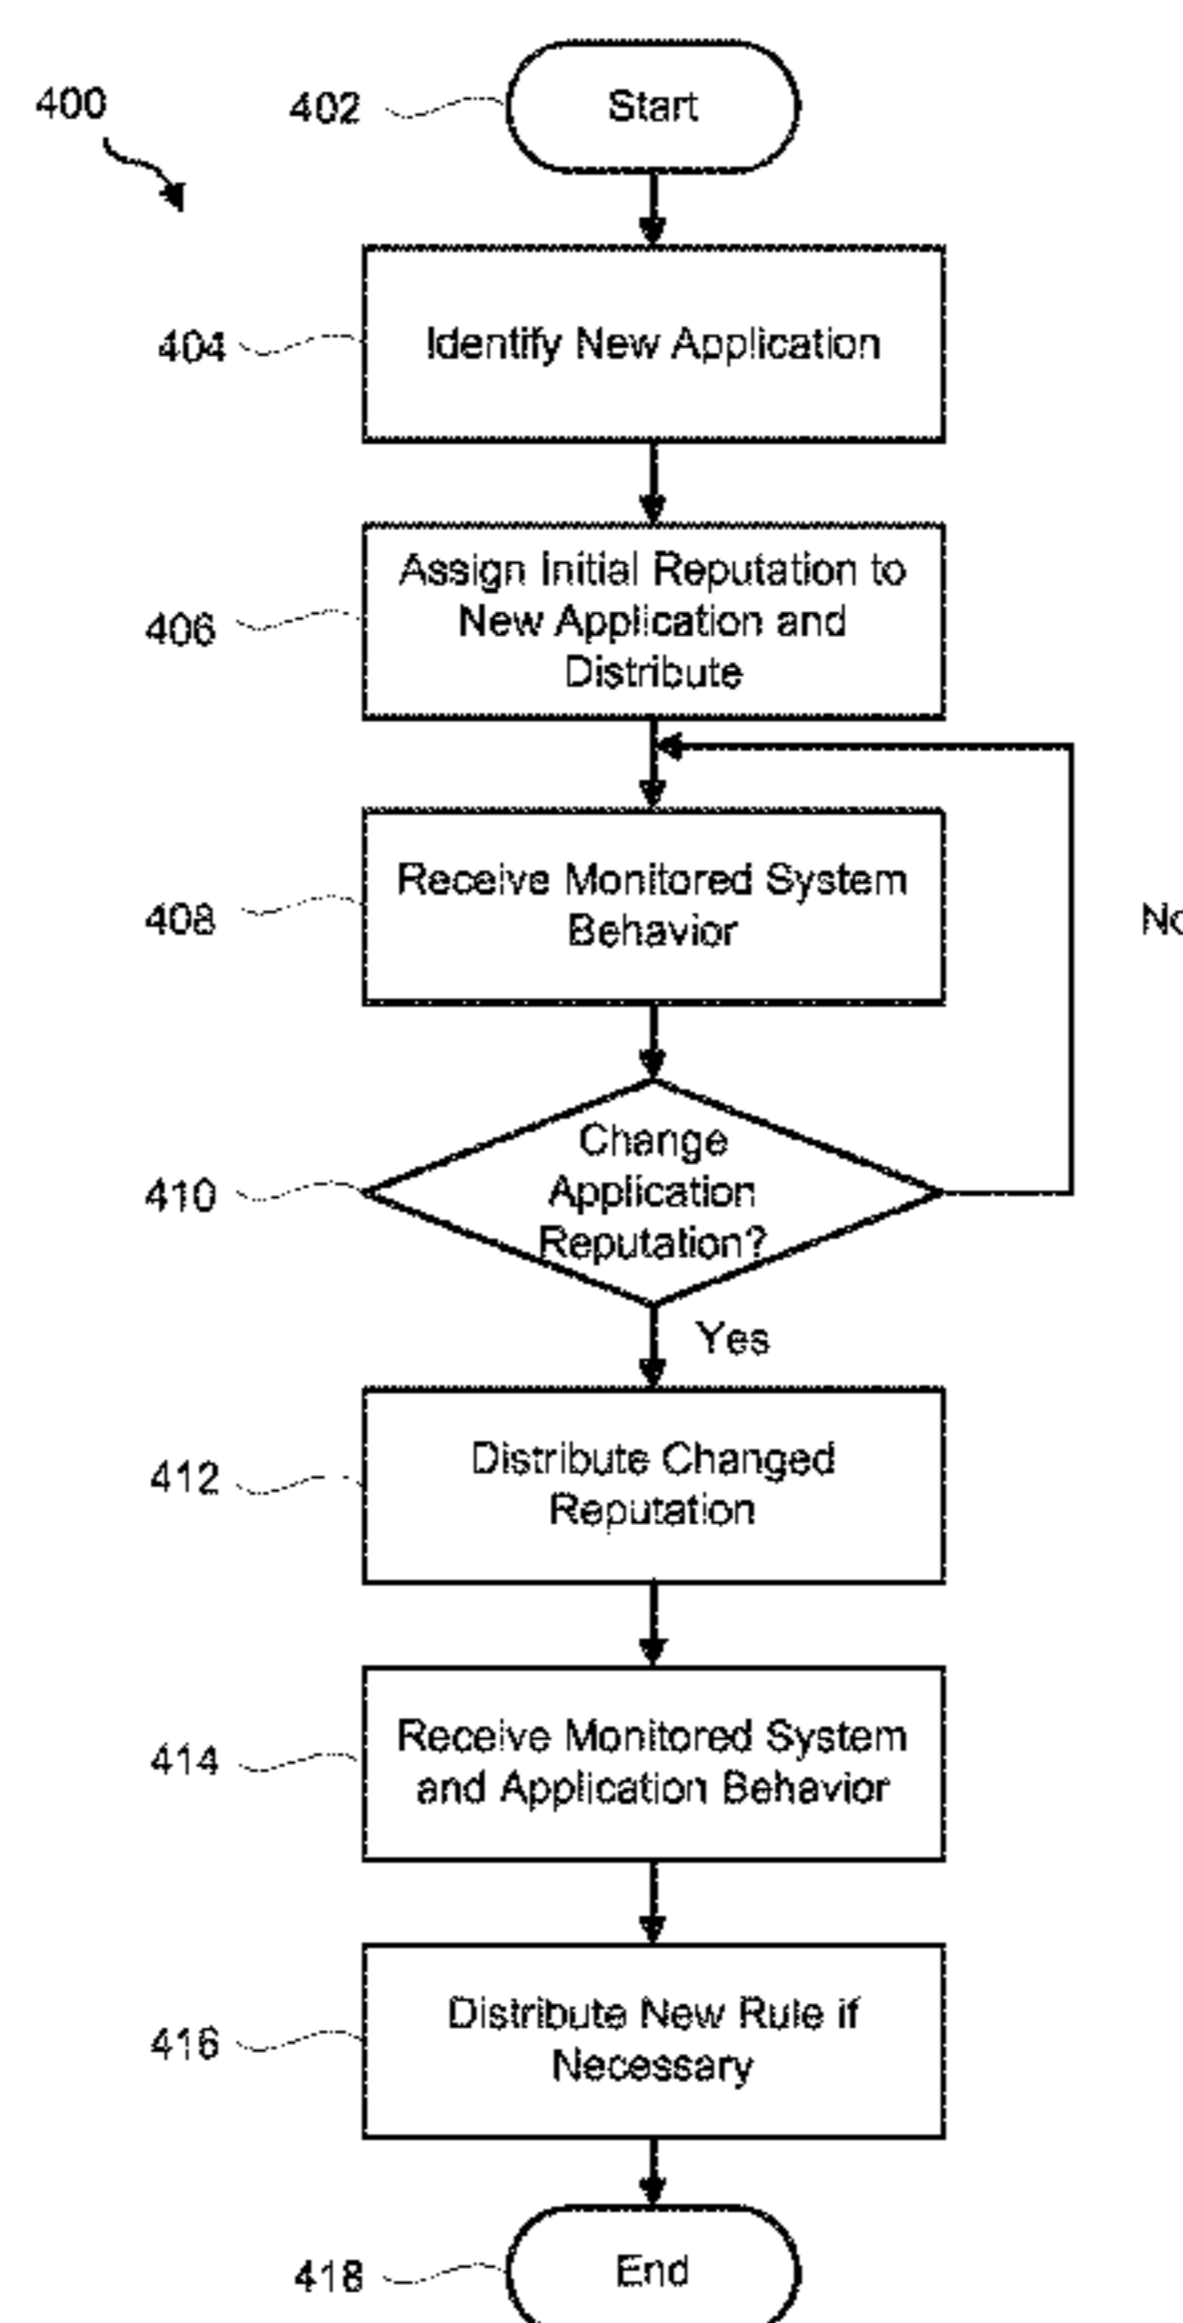 400
402
Start
404
Identify New Application
406
Assign Initial Reputation to
New Application and
Distribute
408
Receive Monitored System
Behavior
No
410
Change
Application
Reputation?
Yes
412
Distribute Changed
Reputation
414
Receive Monitored System
and Application Behavior
416
Distribute New Rule if
Necessary
418
End